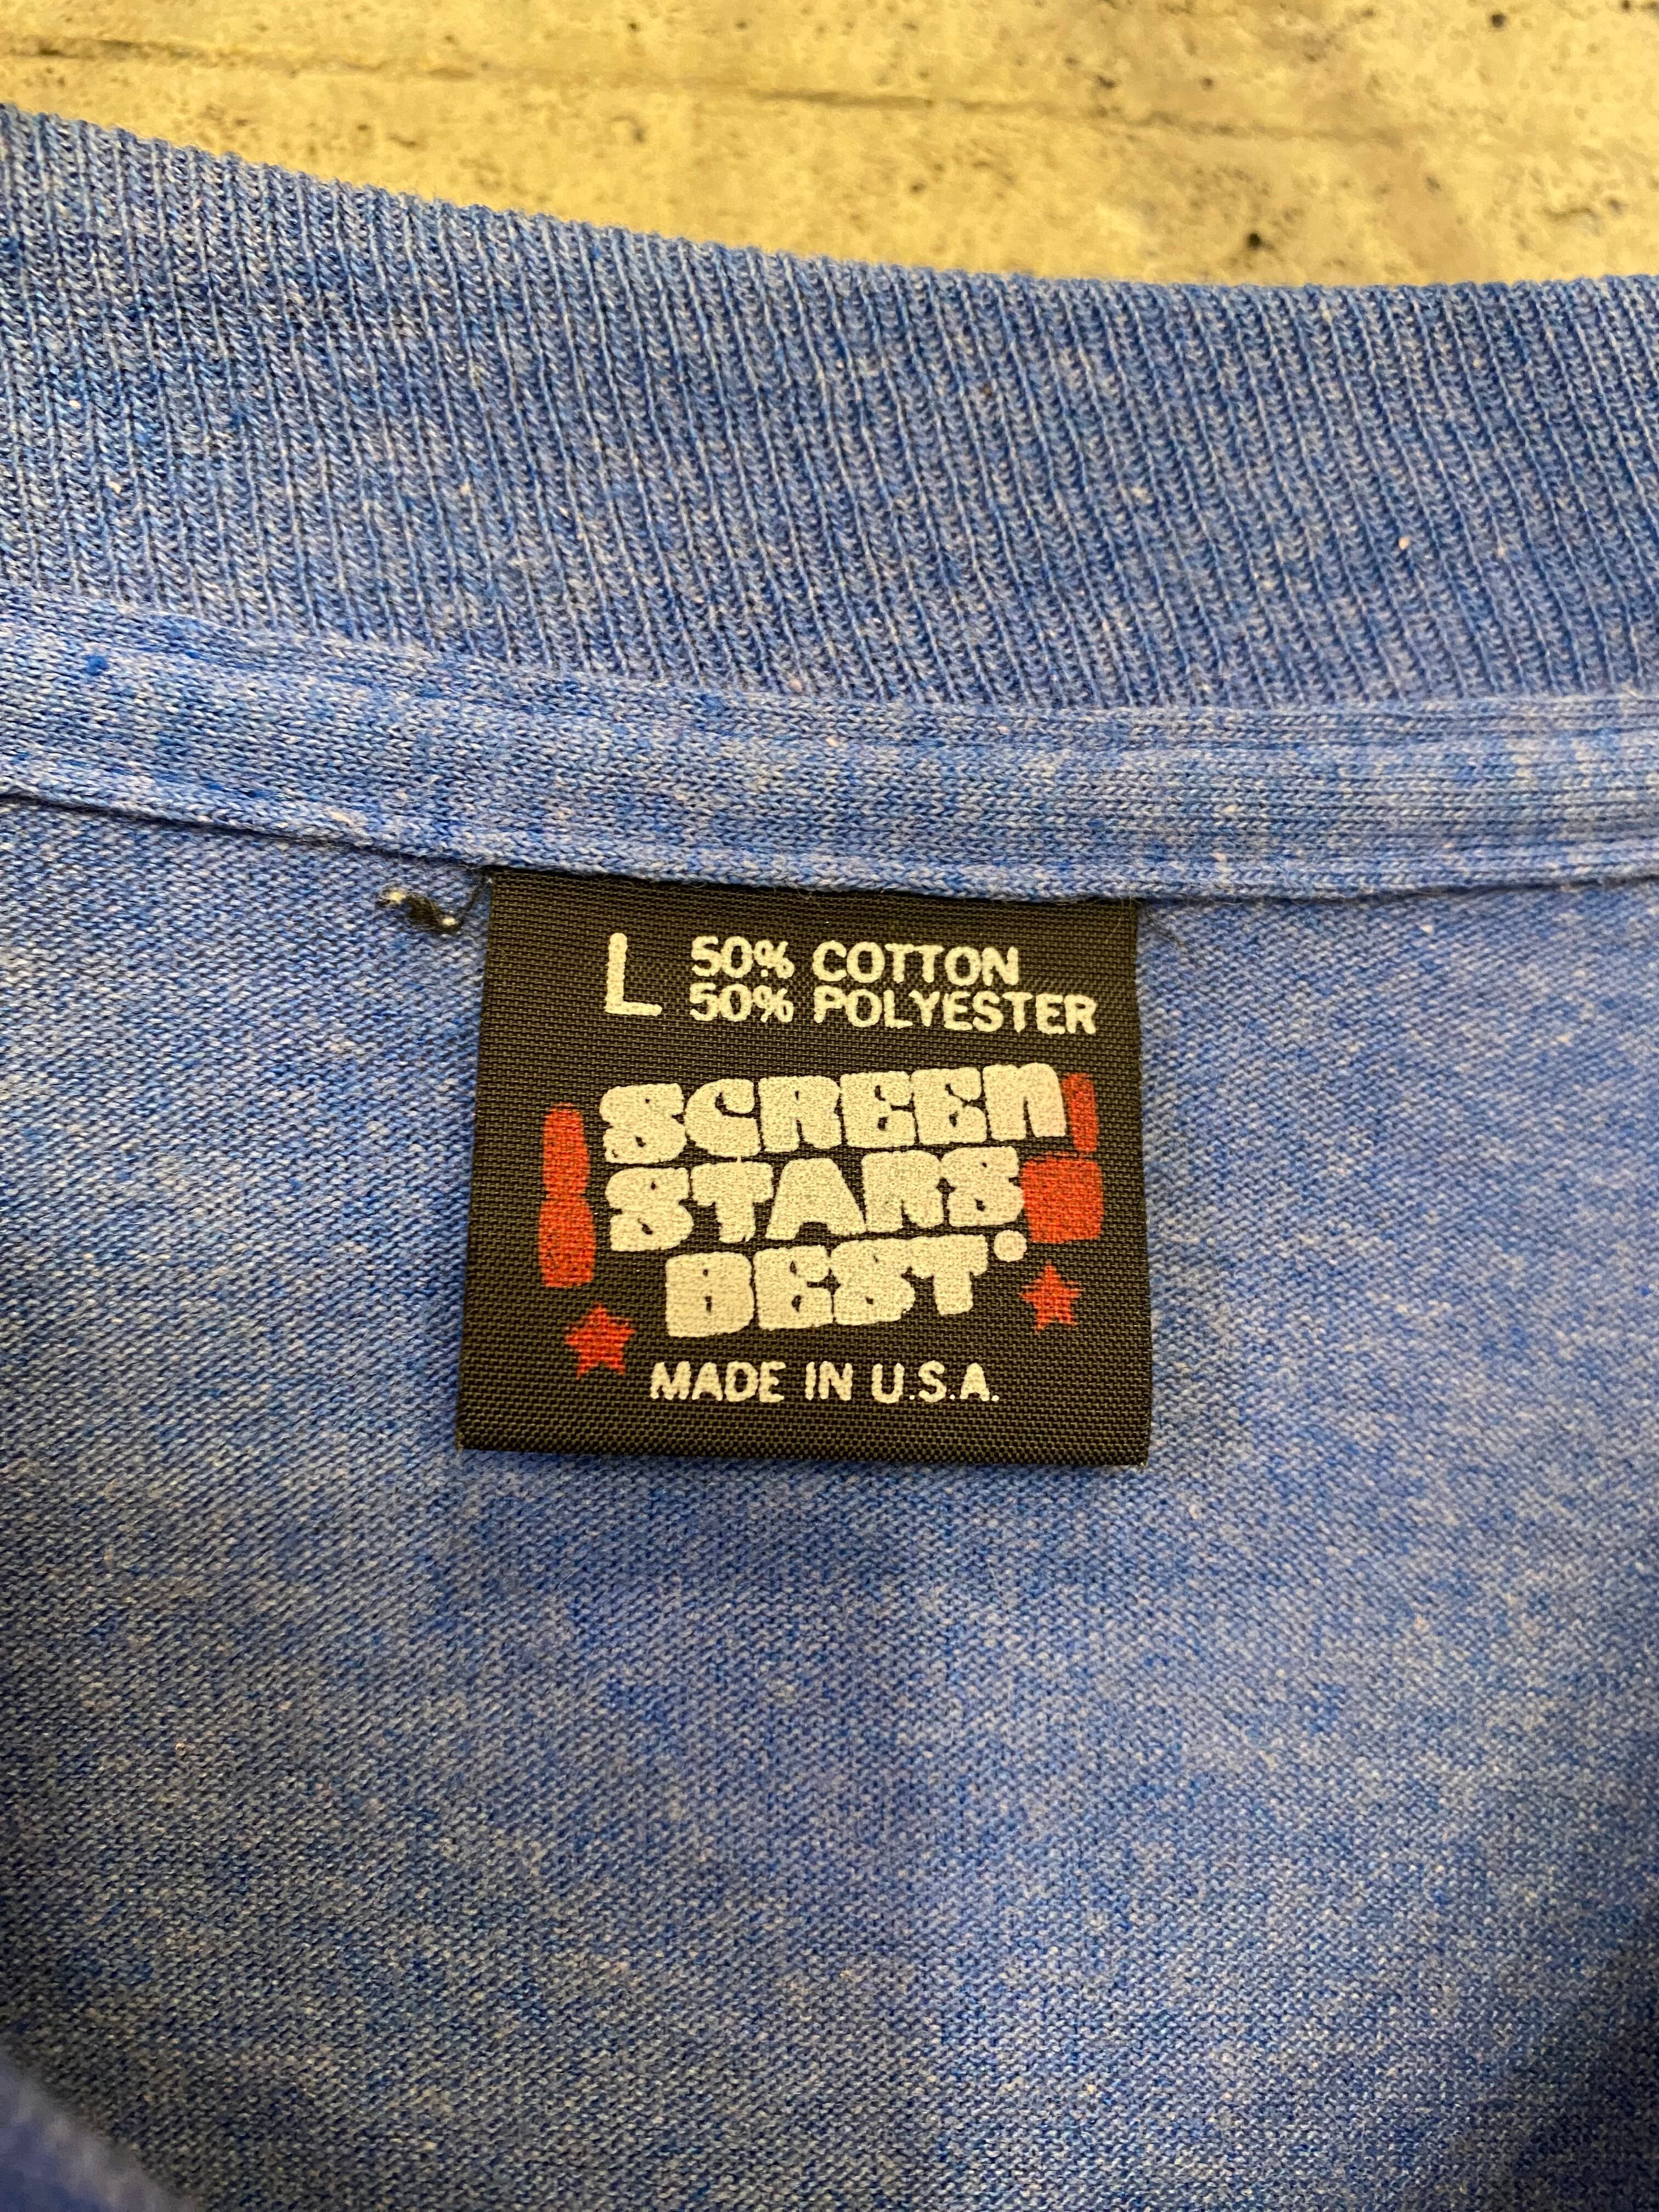 L 50% COTTON
50% POLYESTER
SCREEN
STARS
BEST
MADE IN U.S.A.